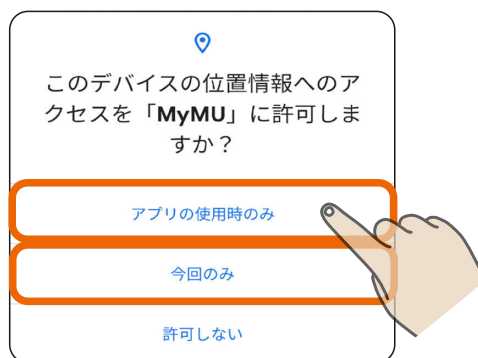 このデバイスの位置情報へのア
クセスを「MyMU」に許可しま
すか？
アプリの使用時のみ
今回のみ
許可しない